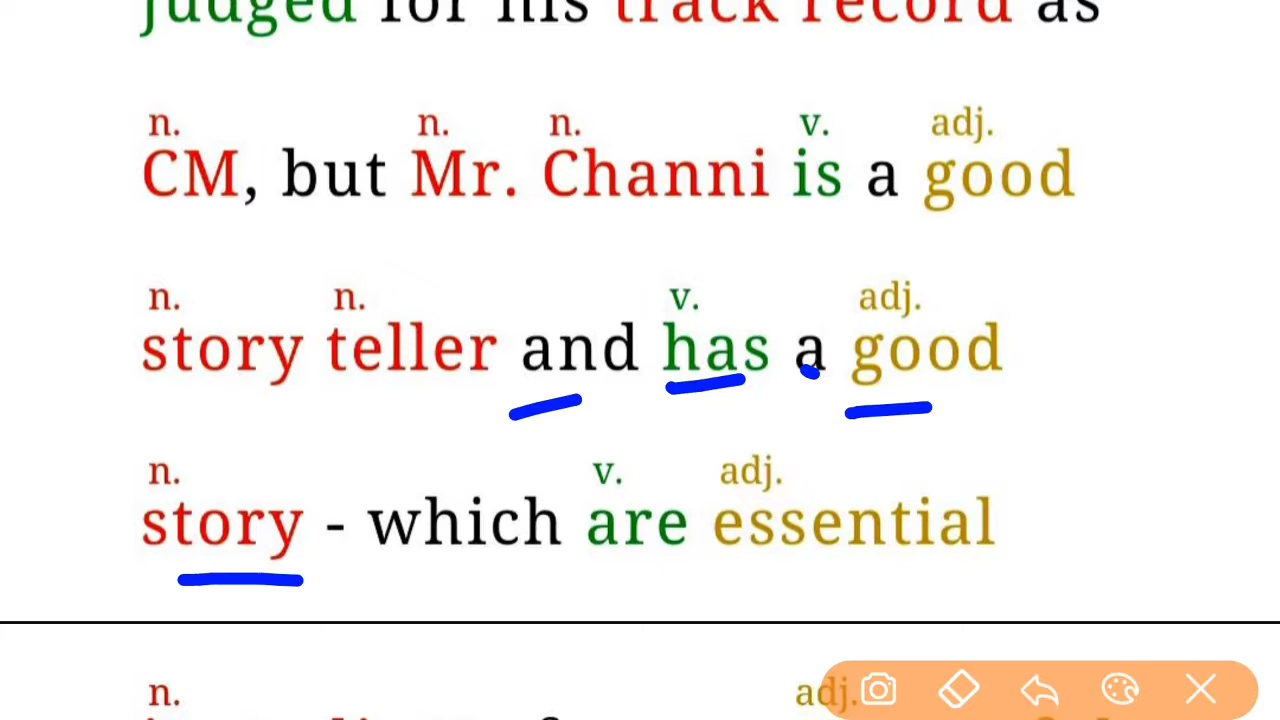 judged for his track record as
n. n. n. v. adj.
CM, but Mr. Channi is a good
n. n. v. adj.
story teller and has a good
n. v. adj.
story - which are essential
n. adj.